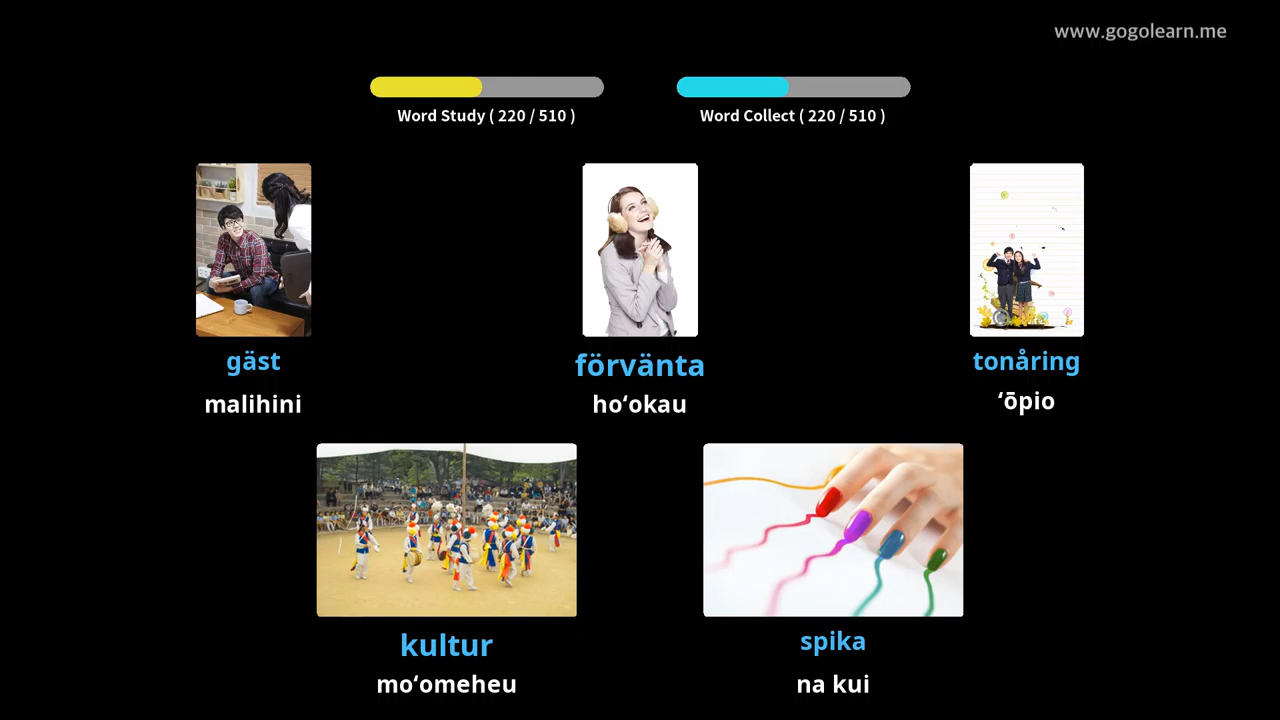 www.gogolearn.me
Word Study ( 220 / 510 )
Word Collect ( 220 / 510 )
gäst
malihini
förvänta
hoʻokau
tonåring
ʻōpio
kultur
moʻomeheu
spika
na kui